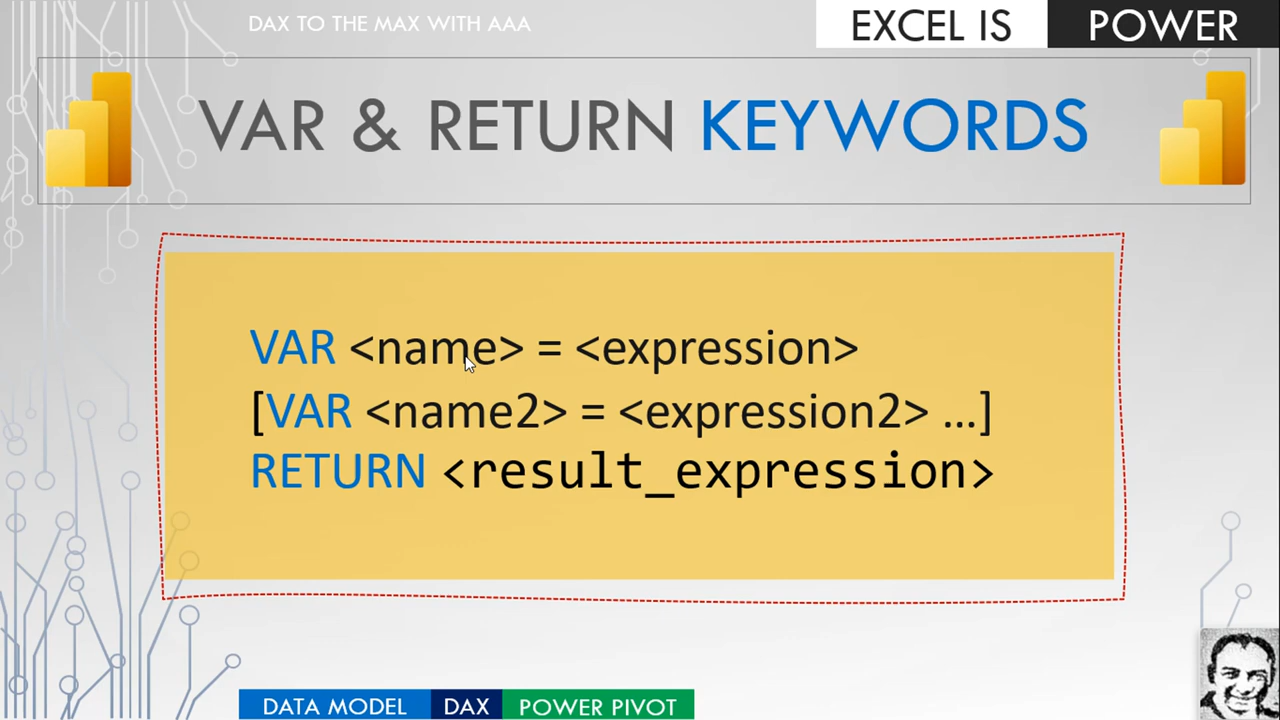 DAX TO THE MAX WITH AAA
EXCEL IS POWER
VAR & RETURN KEYWORDS
VAR <name> = <expression>
[VAR <name2> = <expression2> …]
RETURN <result_expression>
DATA MODEL DAX POWER PIVOT